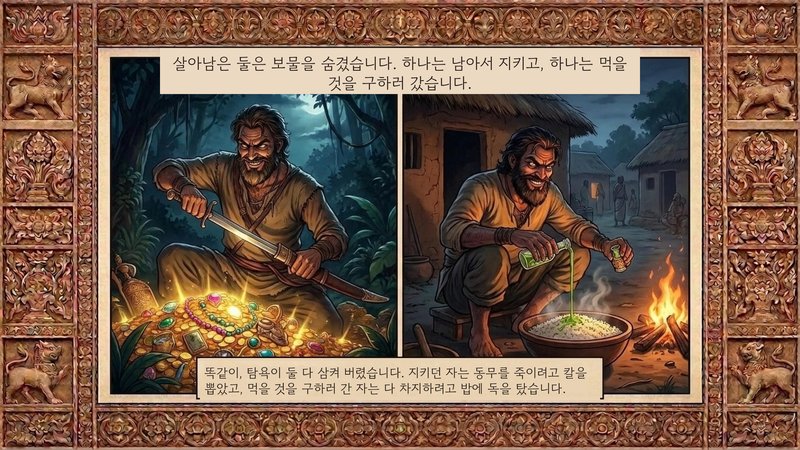 살아남은 둘은 보물을 숨겼습니다. 하나는 남아서 지키고, 하나는 먹을
것을 구하러 갔습니다.
똑같이, 탐욕이 둘 다 삼켜 버렸습니다. 지키던 자는 동무를 죽이려고 칼을
뽑았고, 먹을 것을 구하러 간 자는 다 차지하려고 밥에 독을 탔습니다.